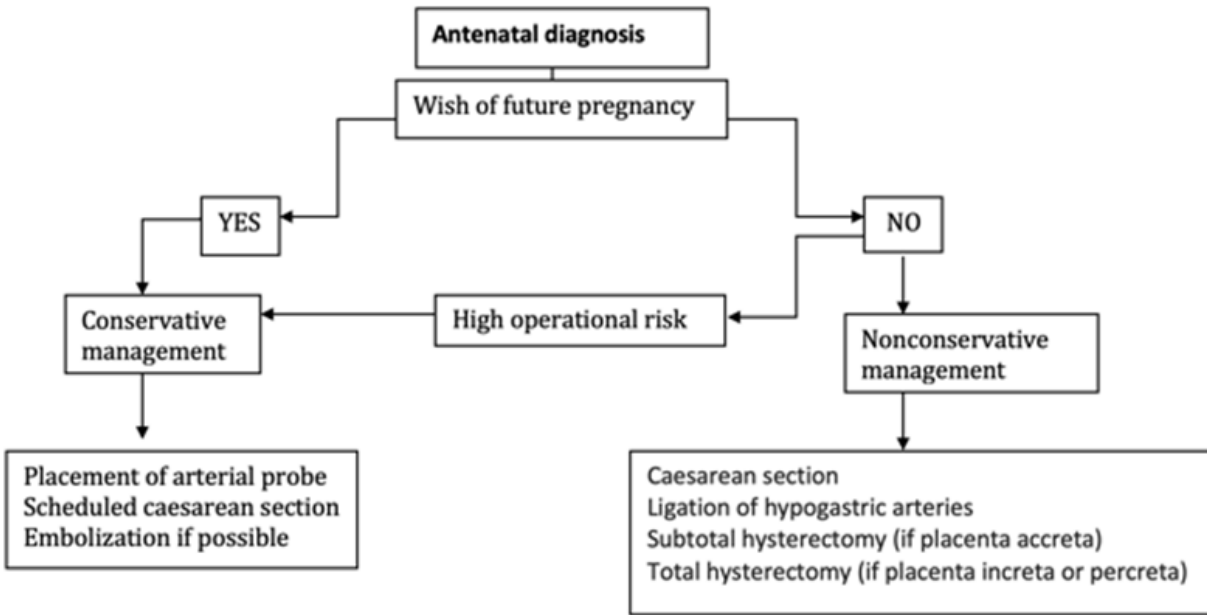 Antenatal diagnosis
Wish of future pregnancy
YES
NO
Conservative
management
High operational risk
Nonconservative
management
Placement of arterial probe
Scheduled caesarean section
Embolization if possible
Caesarean section
Ligation of hypogastric arteries
Subtotal hysterectomy (if placenta accreta)
Total hysterectomy (if placenta increta or percreta)